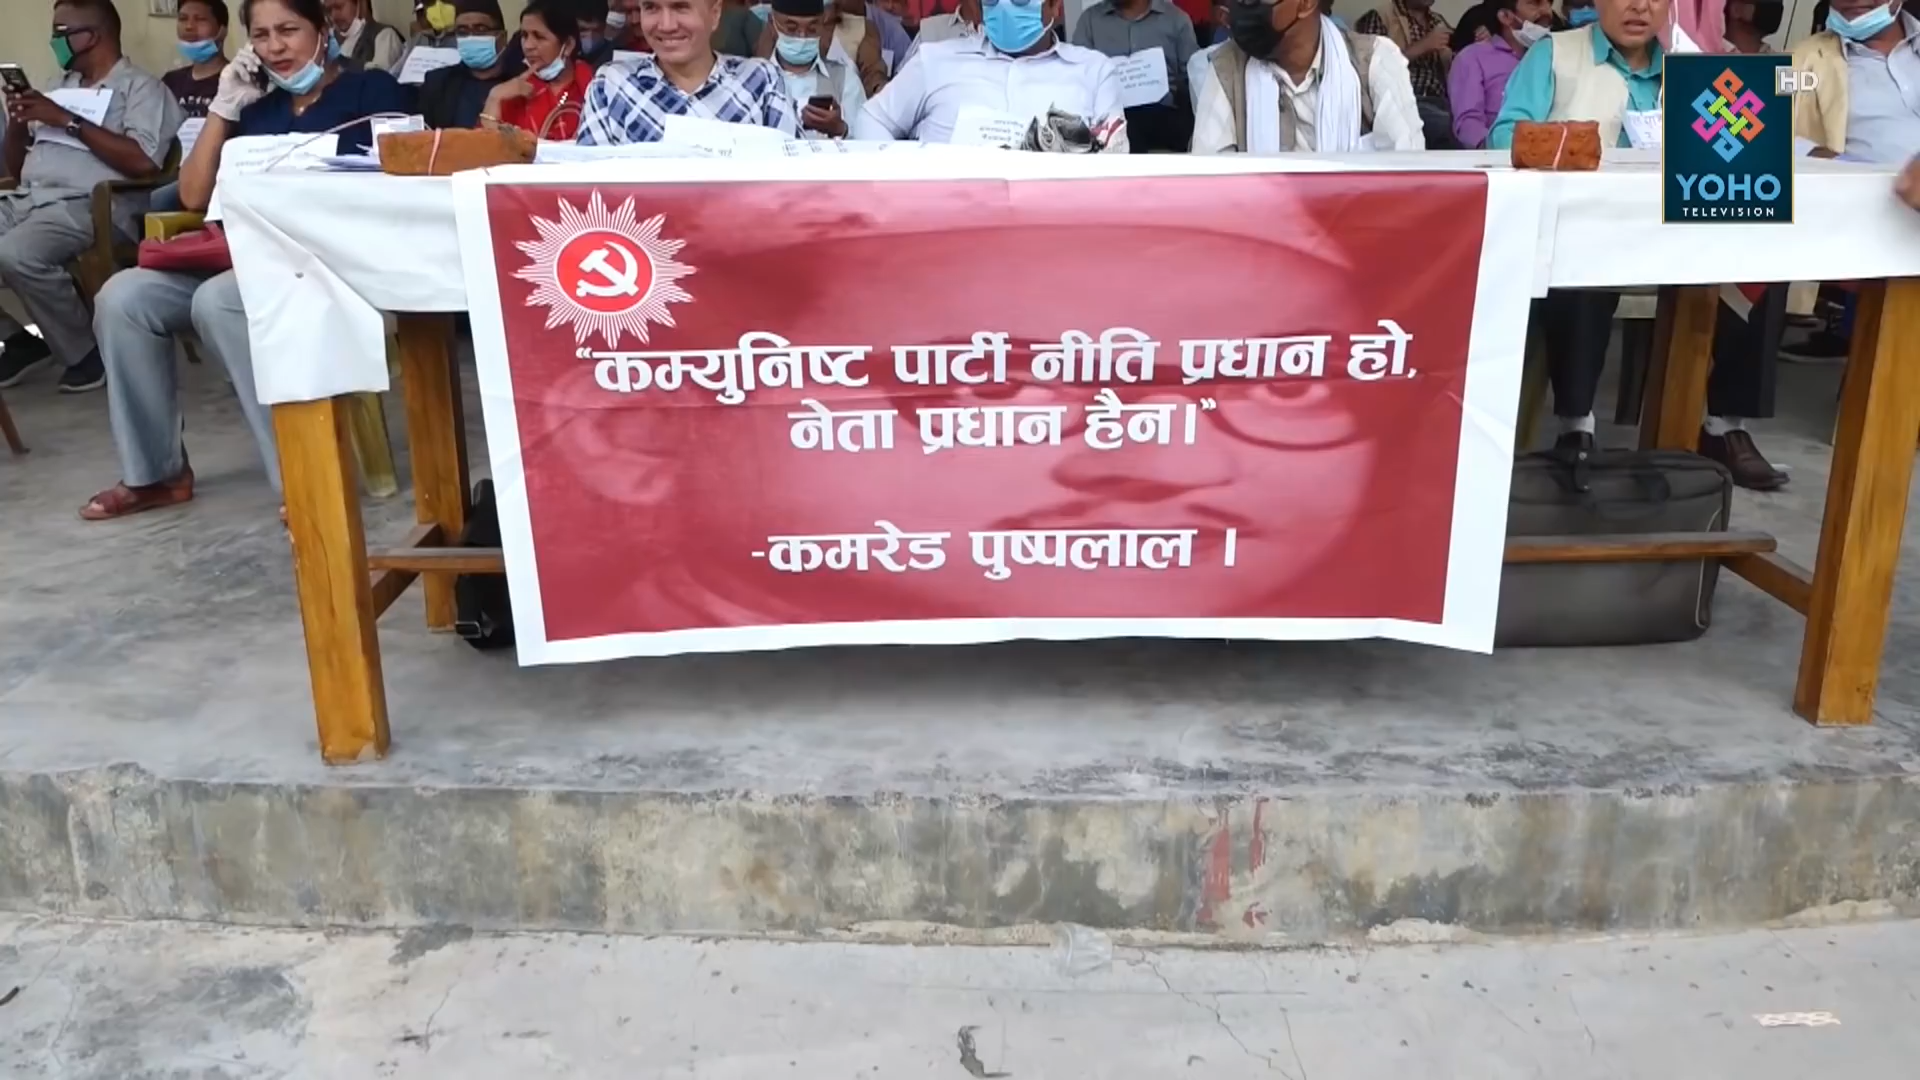 HD
YOHO
TELEVISION
“कम्युनिष्ट पार्टी नीति प्रधान हो,
नेता प्रधान हैन।”
-कमरेड पुष्पलाल ।